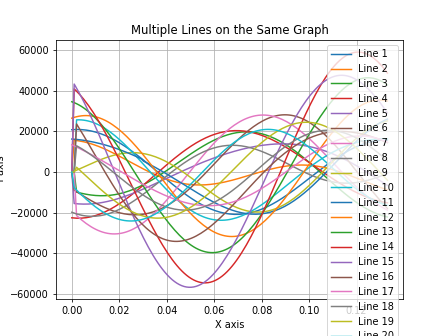 Multiple Lines on the Same Graph
60000
40000
20000
0
−20000
−40000
−60000
0.00
0.02
0.04
0.06
0.08
0.10
X axis
Line 1
Line 2
Line 3
Line 4
Line 5
Line 6
Line 7
Line 8
Line 9
Line 10
Line 11
Line 12
Line 13
Line 14
Line 15
Line 16
Line 17
Line 18
Line 19
Line 20